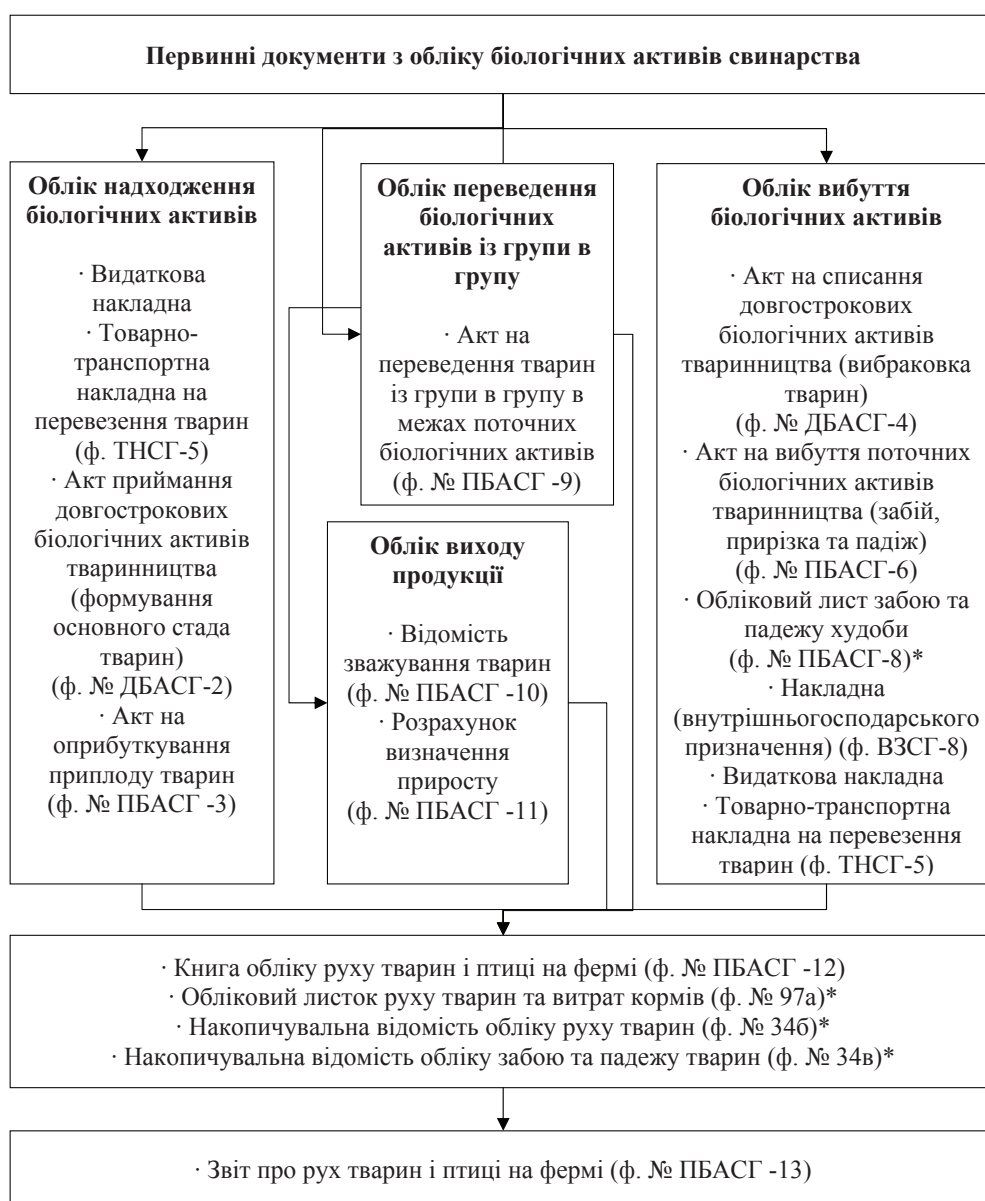 Первинні документи з обліку біологічних активів свинарства
Облік надходження
біологічних активів
· Видаткова
накладна
· Товарно-
транспортна
накладна на
перевезення тварин
(ф. ТНСГ-5)
· Акт приймання
довгострокових
біологічних активів
тваринництва
(формування
основного стада
тварин)
(ф. № ДБАСГ-2)
· Акт на
оприбуткування
приплоду тварин
(ф. № ПБАСГ -3)
Облік переведення
біологічних
активів із групи в
групу
· Акт на
переведення тварин
із групи в групу в
межах поточних
біологічних активів
(ф. № ПБАСГ -9)
Облік виходу
продукції
· Відомість
зважування тварин
(ф. № ПБАСГ -10)
· Розрахунок
визначення
приросту
(ф. № ПБАСГ -11)
Облік вибуття
біологічних активів
· Акт на списання
довгострокових
біологічних активів
тваринництва (вибраковка
тварин)
(ф. № ДБАСГ-4)
· Акт на вибуття поточних
біологічних активів
тваринництва (забій,
прирізка та падіж)
(ф. № ПБАСГ-6)
· Обліковий лист забою та
падежу худоби
(ф. № ПБАСГ-8)*
· Накладна
(внутрішньогосподарського
призначення) (ф. ВЗСГ-8)
· Видаткова накладна
· Товарно-транспортна
накладна на перевезення
тварин (ф. ТНСГ-5)
· Книга обліку руху тварин і птиці на фермі (ф. № ПБАСГ -12)
· Обліковий листок руху тварин та витрат кормів (ф. № 97а)*
· Накопичувальна відомість обліку руху тварин (ф. № 34б)*
· Накопичувальна відомість обліку забою та падежу тварин (ф. № 34в)*
· Звіт про рух тварин і птиці на фермі (ф. № ПБАСГ -13)